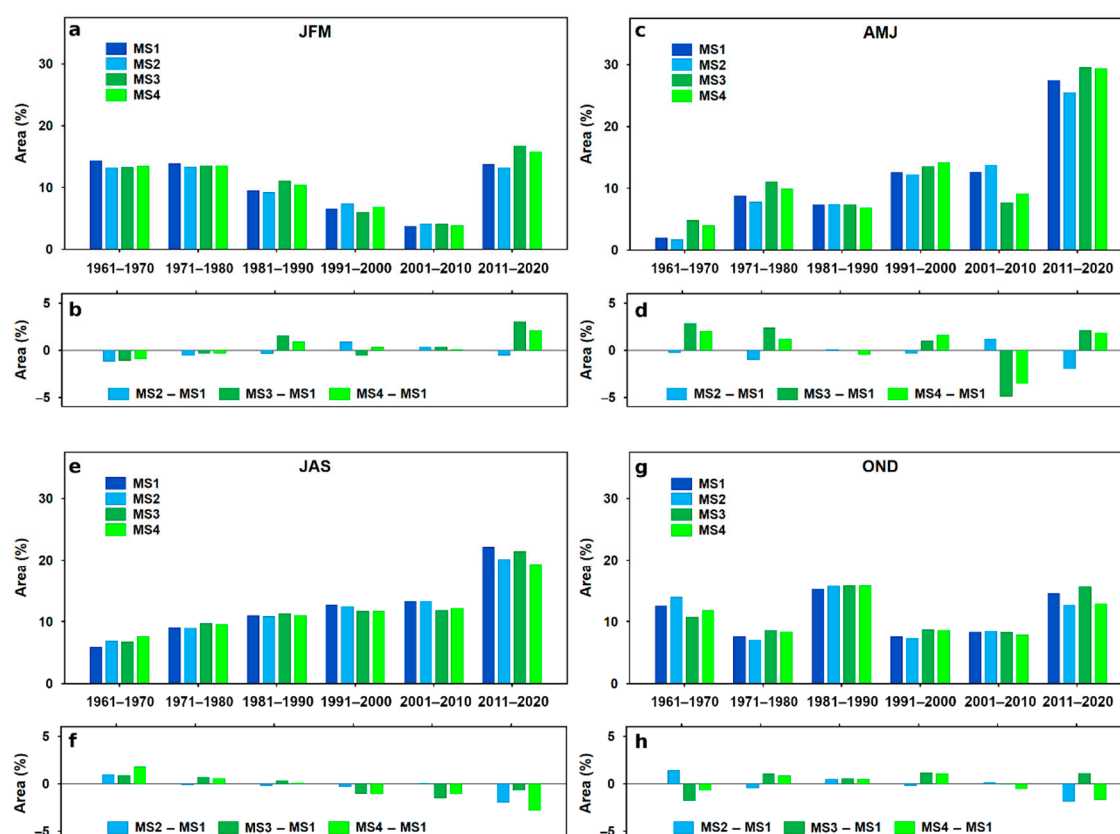 a
JFM
MS1
MS2
MS3
MS4
Area (%)
30
20
10
0
1961–1970 1971–1980 1981–1990 1991–2000 2001–2010 2011–2020
b
Area (%)
5
0
–5
MS2 – MS1 MS3 – MS1 MS4 – MS1
c
AMJ
MS1
MS2
MS3
MS4
Area (%)
30
20
10
0
1961–1970 1971–1980 1981–1990 1991–2000 2001–2010 2011–2020
d
Area (%)
5
0
–5
MS2 – MS1 MS3 – MS1 MS4 – MS1
e
JAS
MS1
MS2
MS3
MS4
Area (%)
30
20
10
0
1961–1970 1971–1980 1981–1990 1991–2000 2001–2010 2011–2020
f
Area (%)
5
0
–5
MS2 – MS1 MS3 – MS1 MS4 – MS1
g
OND
MS1
MS2
MS3
MS4
Area (%)
30
20
10
0
1961–1970 1971–1980 1981–1990 1991–2000 2001–2010 2011–2020
h
Area (%)
5
0
–5
MS2 – MS1 MS3 – MS1 MS4 – MS1